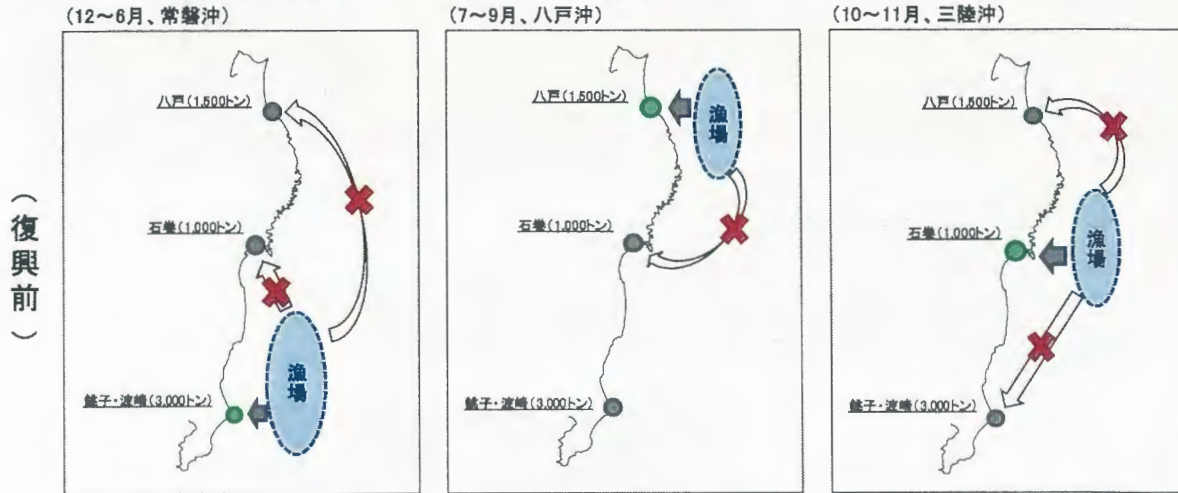 (12～6月、常磐沖)
(7～9月、八戸沖)
(10～11月、三陸沖)
（復興前）
八戸(1,500トン)
石巻(1,000トン)
銚子・波崎(3,000トン)
漁場
八戸(1,500トン)
石巻(1,000トン)
銚子・波崎(3,000トン)
漁場
八戸(1,500トン)
石巻(1,000トン)
銚子・波崎(3,000トン)
漁場